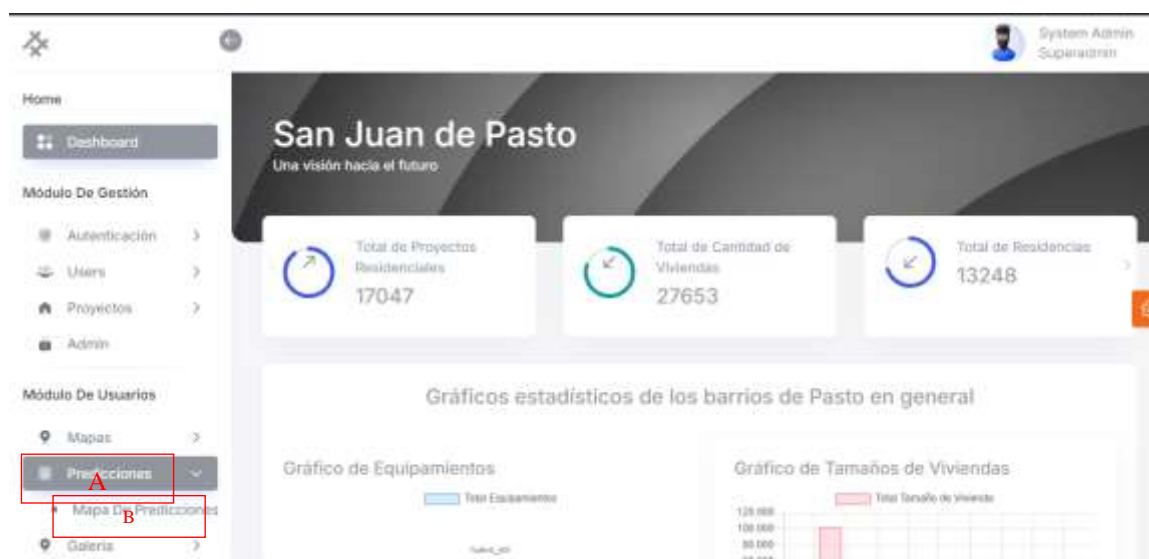 System Admin
Superadmin
Home
Dashboard
San Juan de Pasto
Una visión hacia el futuro
Módulo De Gestión
Autenticación
Users
Proyectos
Admin
Total de Proyectos
Residenciales
17047
Total de Cantidad de
Viviendas
27653
Total de Residencias
13248
Módulo De Usuarios
Mapas
Predicciones
A
Mapa De Predicciones
B
Galeria
Gráficos estadísticos de los barrios de Pasto en general
Gráfico de Equipamientos
Total Equipamientos
Gráfico de Tamaños de Viviendas
Total Tamaño de Vivienda
120.000
100.000
80.000